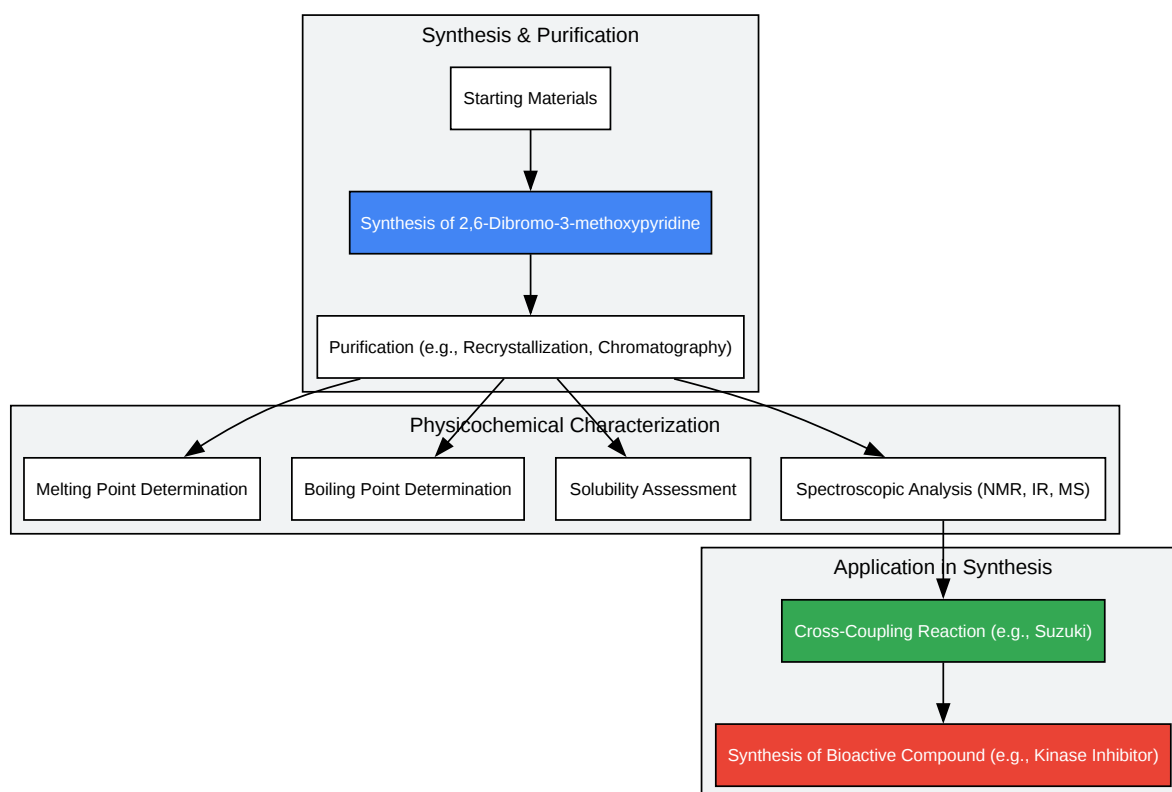 Synthesis & Purification
Starting Materials
Synthesis of 2,6-Dibromo-3-methoxypyridine
Purification (e.g., Recrystallization, Chromatography)
Physicochemical Characterization
Melting Point Determination
Boiling Point Determination
Solubility Assessment
Spectroscopic Analysis (NMR, IR, MS)
Application in Synthesis
Cross-Coupling Reaction (e.g., Suzuki)
Synthesis of Bioactive Compound (e.g., Kinase Inhibitor)